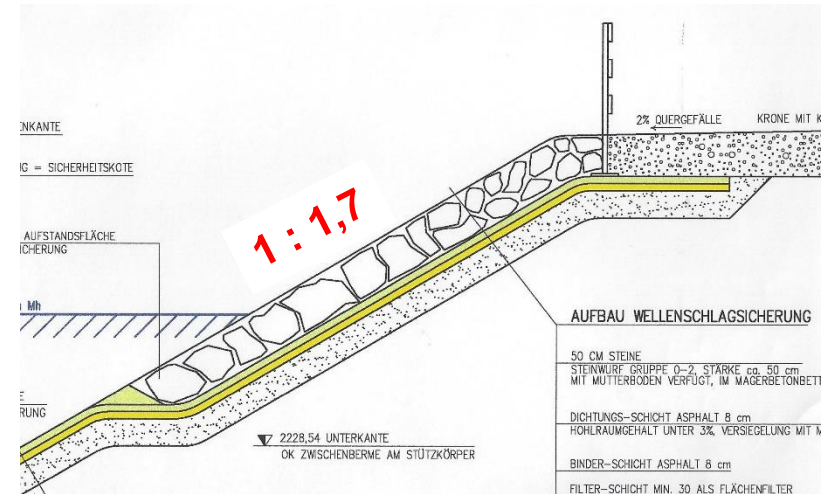 2% QUERGEFÄLLE
KRONE MIT K
NKANTE
G = SICHERHEITSKOTE
1 : 1,7
AUFSTANDSFLÄCHE
ICHERUNG
Mh
AUFBAU WELLENSCHLAGSICHERUNG
50 CM STEINE
STEINWURF GRUPPE 0-2, STÄRKE ca. 50 cm
MIT MUTTERBODEN VERFÜGT, IM MAGERBETONBETT
DICHTUNGS-SCHICHT ASPHALT 8 cm
HOHLRAUMGEHALT UNTER 3%, VERSIEGELUNG MIT M
E
RUNG
2228,54 UNTERKANTE
OK ZWISCHENBERME AM STÜTZKÖRPER
BINDER-SCHICHT ASPHALT 8 cm
FILTER-SCHICHT MIN. 30 ALS FLÄCHENFILTER